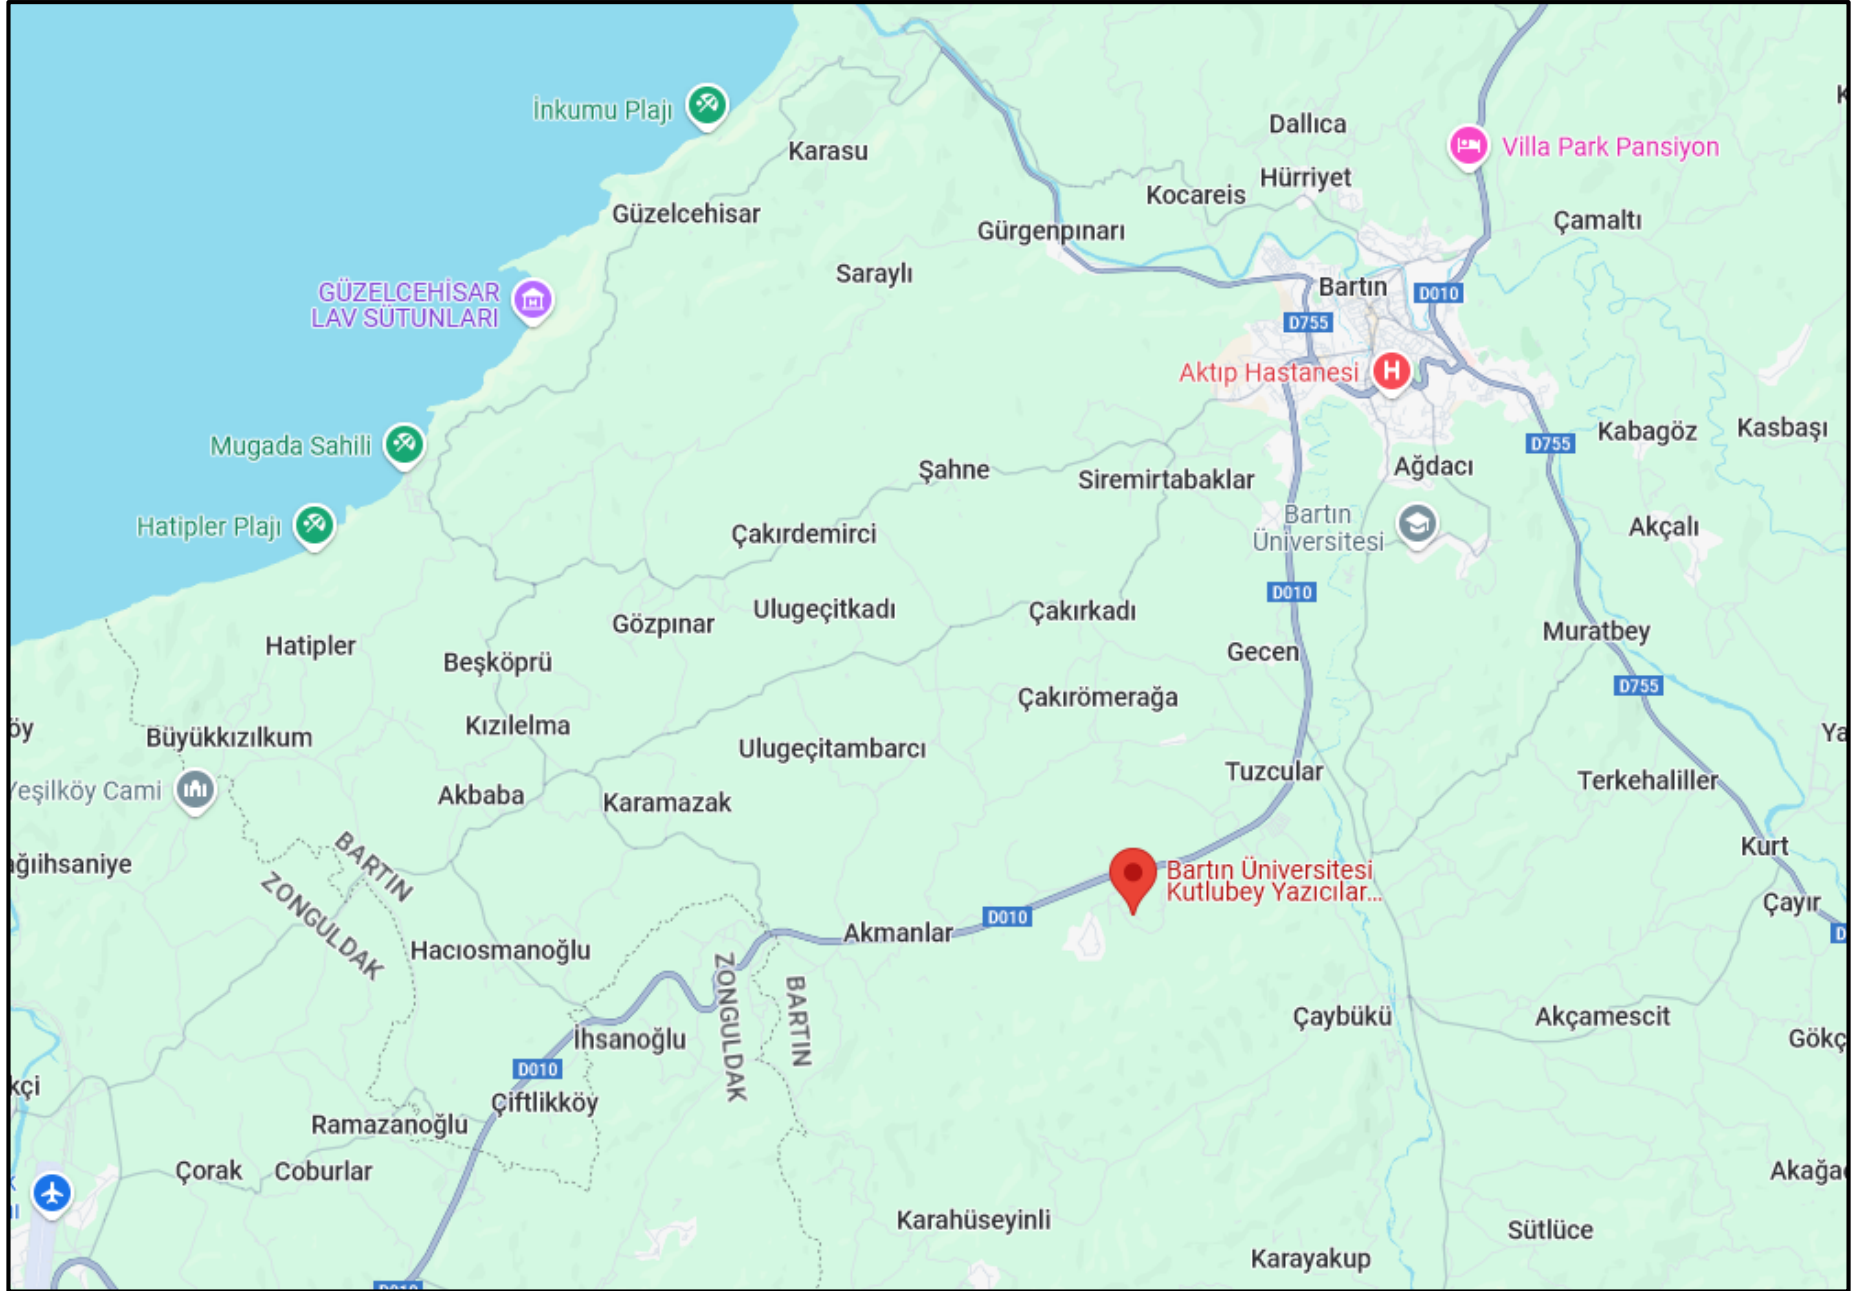 İnkumu Plajı
Dallıca
Villa Park Pansiyon
Karasu
Hürriyet
Kocareis
Güzelcehisar
Çamaltı
Gürgenpınarı
Saraylı
GÜZELCEHİSAR
LAV SÜTUNLARI
Bartın
D010
D755
Aktıp Hastanesi
H
Kasbaşı
Kabagöz
D755
Mugada Sahili
Ağdacı
Şahne
Siremirtabaklar
Hatipler Plajı
Bartın
Üniversitesi
Akçalı
Çakırdemirci
D010
Ulugeçitkadı
Çakırkadı
Gözpınar
Muratbey
Hatipler
Gecen
Beşköprü
D755
Çakırömerağa
Kızılelma
Büyükkızılkum
Ulugeçitambarcı
Tuzcular
Terkehaliller
Yeşilköy Cami
Akbaba
Karamazak
Kurt
BARTIN
ZONGULDAK
Bartın Üniversitesi
Kutlubey Yazıcılar...
Çayır
D010
Akmanlar
Hacıosmanoğlu
ZONGULDAK
BARTIN
Çaybükü
Akçamescit
İhsanoğlu
D010
Çiftlikköy
Ramazanoğlu
Çorak
Coburlar
Karahüseyinli
Sütlüce
Karayakup